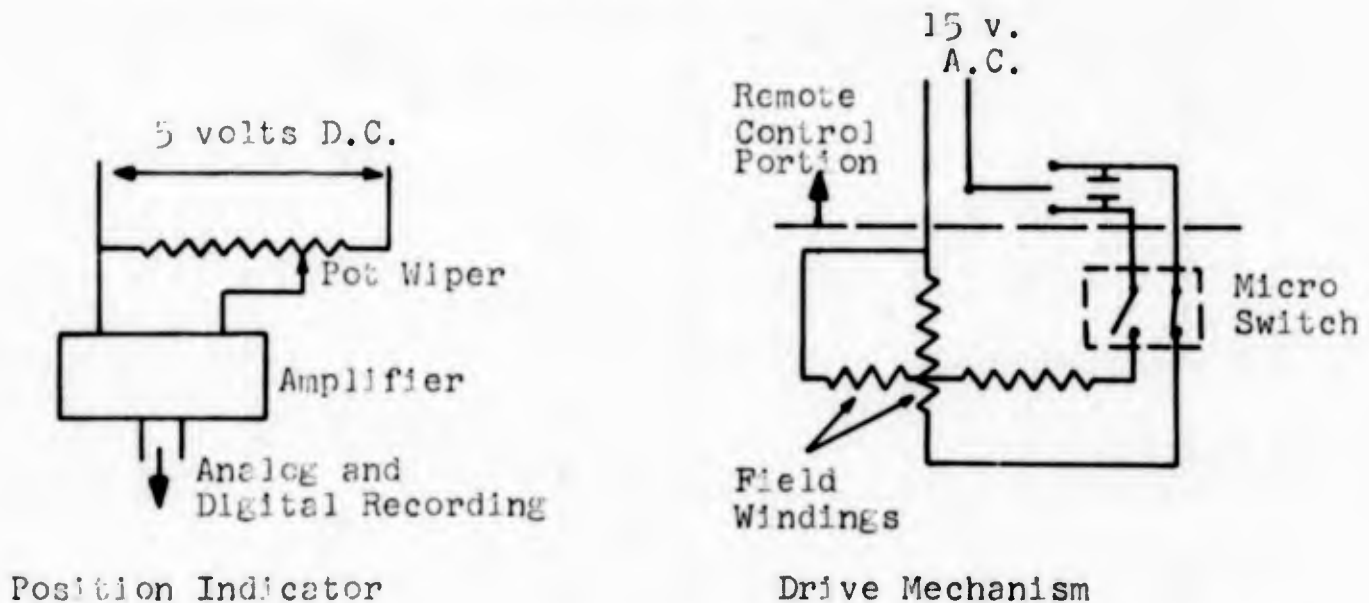 5 volts D.C.
Pot Wiper
Amplifier
Analog and
Digital Recording
Position Indicator
15 v.
A.C.
Remote
Control
Portion
Micro
Switch
Field
Windings
Drive Mechanism